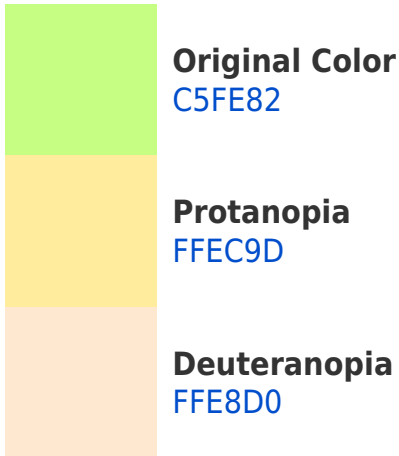 Original Color
C5FE82
Protanopia
FFEC9D
Deuteranopia
FFE8D0